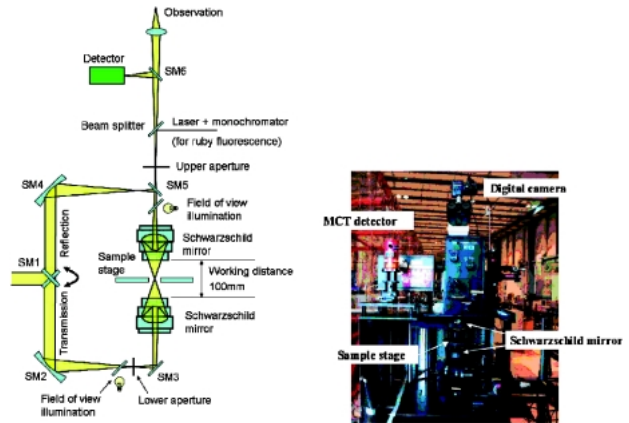 Observation
Detector
SM6
Beam splitter
Laser + monochromator
(for ruby fluorescence)
Upper aperture
SM4
SM5
Field of view
illumination
Reflection
Schwarzschild
mirror
SM1
Sample
stage
Working distance
100mm
Transmission
Schwarzschild
mirror
SM2
SM3
Field of view
illumination
Lower aperture
Digital camera
MCT detector
Schwarzschild mirror
Sample stage